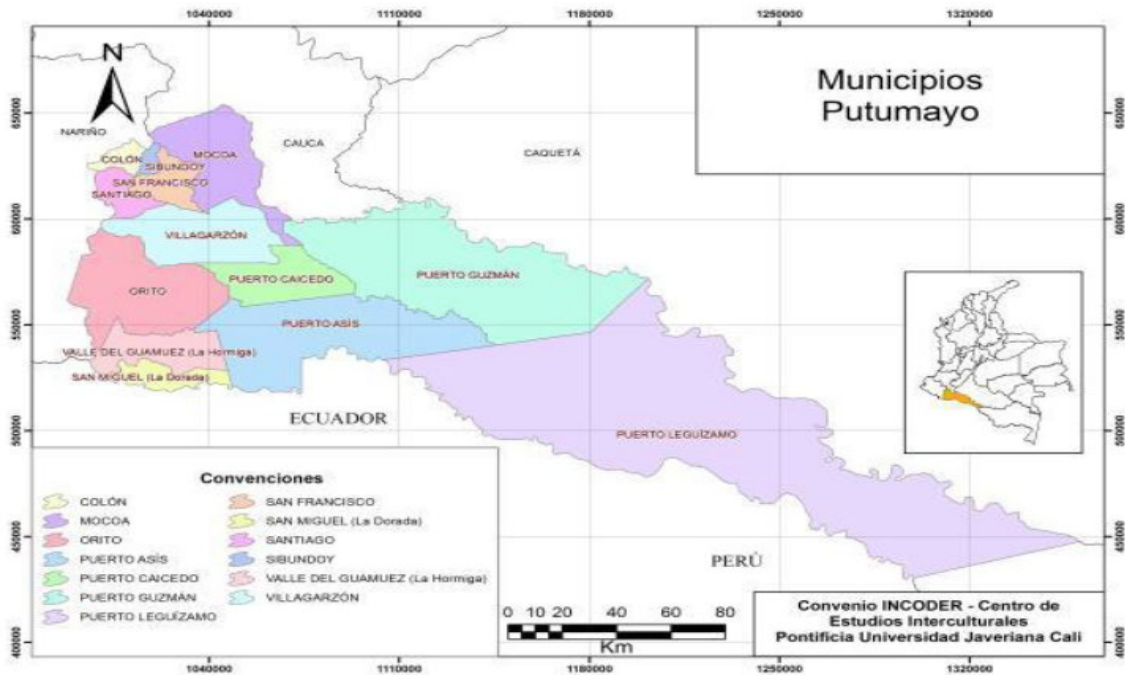 1040000 1110000 1180000 1250000 1320000
N
Municipios
Putumayo
650000 650000
NARIÑO
CAUCA
CAQUETÁ
COLÓN
MOCOA
SIBUNDOY
SAN FRANCISCO
SANTIAGO
600000 600000
VILLAGARZÓN
PUERTO GUZMÁN
PUERTO CAICEDO
ORITO
PUERTO ASÍS
550000 550000
VALLE DEL GUAMUEZ (La Hormiga)
SAN MIGUEL (La Dorada)
ECUADOR
PUERTO LEGUÍZAMO
500000 500000
Convenciones
COLÓN
MOCOA
ORITO
PUERTO ASÍS
PUERTO CAICEDO
PUERTO GUZMÁN
PUERTO LEGUÍZAMO
SAN FRANCISCO
SAN MIGUEL (La Dorada)
SANTIAGO
SIBUNDOY
VALLE DEL GUAMUEZ (La Hormiga)
VILLAGARZÓN
450000 450000
PERÚ
0 10 20 40 60 80
Km
Convenio INCODER - Centro de
Estudios Interculturales
Pontificia Universidad Javeriana Cali
400000 400000
1040000 1110000 1180000 1250000 1320000